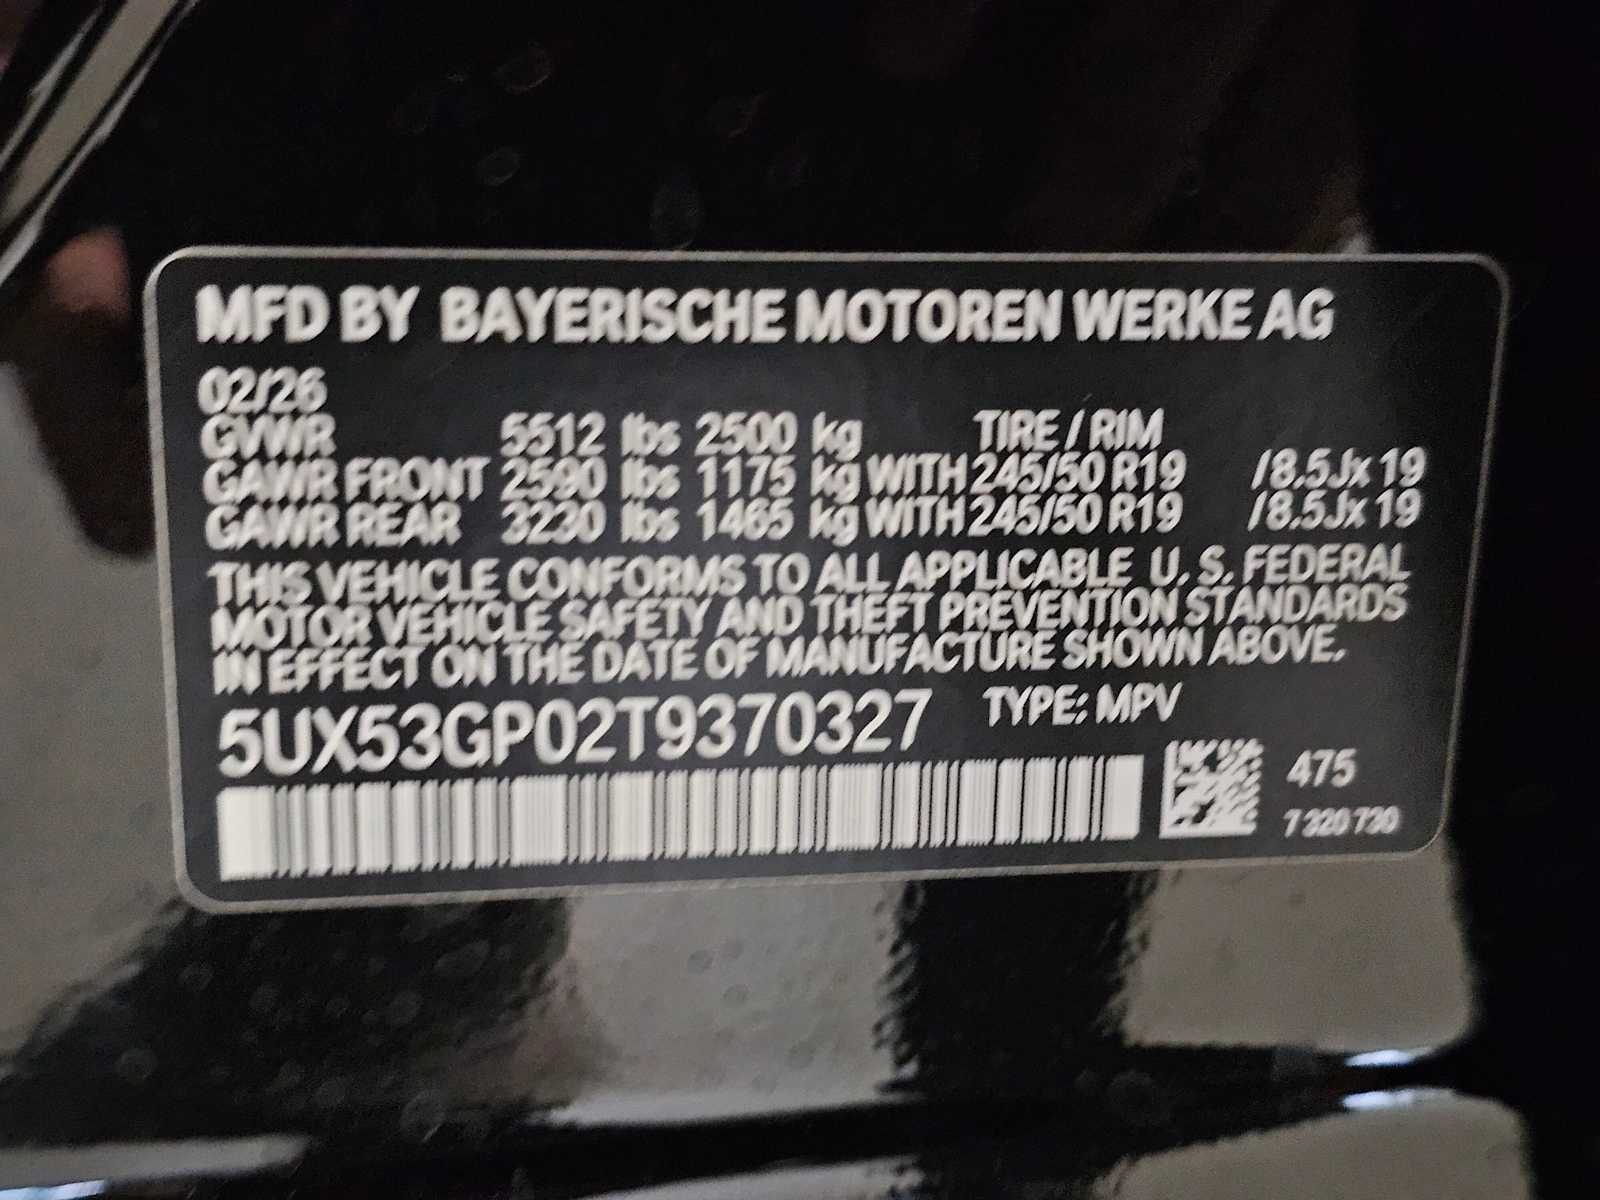 MFD BY BAYERISCHE MOTOREN WERKE AG
02/26
GVWR 5512 lbs 2500 kg TIRE / RIM
GAWR FRONT 2590 lbs 1175 kg WITH 245/50 R19 /8.5Jx 19
GAWR REAR 3230 lbs 1465 kg WITH 245/50 R19 /8.5Jx 19
THIS VEHICLE CONFORMS TO ALL APPLICABLE U. S. FEDERAL
MOTOR VEHICLE SAFETY AND THEFT PREVENTION STANDARDS
IN EFFECT ON THE DATE OF MANUFACTURE SHOWN ABOVE.
5UX53GP02T9370327 TYPE: MPV
475
7 320 730